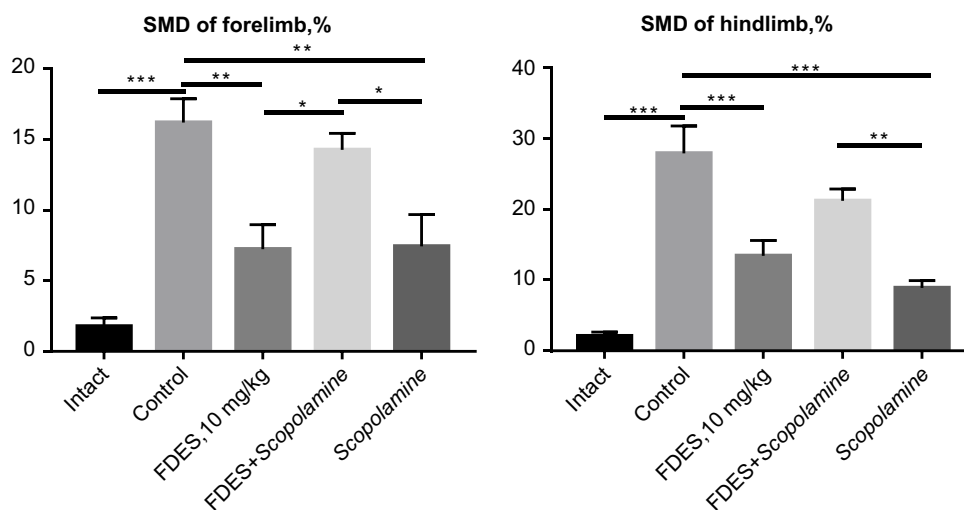 SMD of forelimb,%
20
15
10
5
0
***
**
**
*
*
Intact
Control
FDES,10 mg/kg
FDES+Scopolamine
Scopolamine
SMD of hindlimb,%
40
30
20
10
0
***
***
***
**
Intact
Control
FDES,10 mg/kg
FDES+Scopolamine
Scopolamine